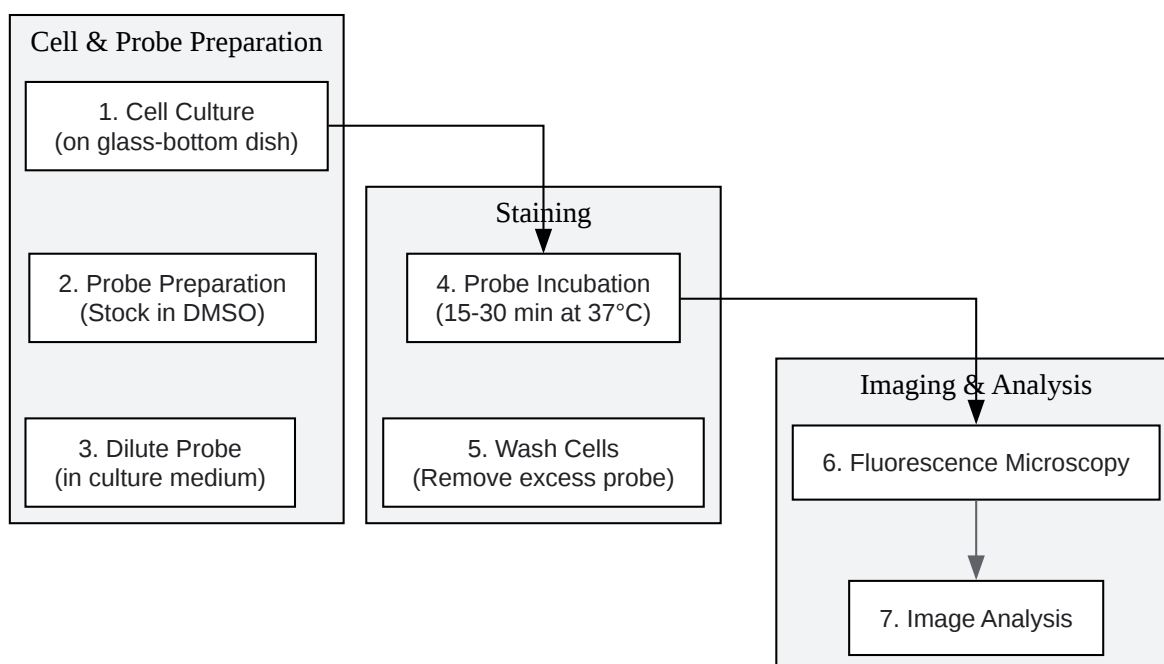 Cell & Probe Preparation
1. Cell Culture
(on glass-bottom dish)
2. Probe Preparation
(Stock in DMSO)
3. Dilute Probe
(in culture medium)
Staining
4. Probe Incubation
(15-30 min at 37°C)
5. Wash Cells
(Remove excess probe)
Imaging & Analysis
6. Fluorescence Microscopy
7. Image Analysis